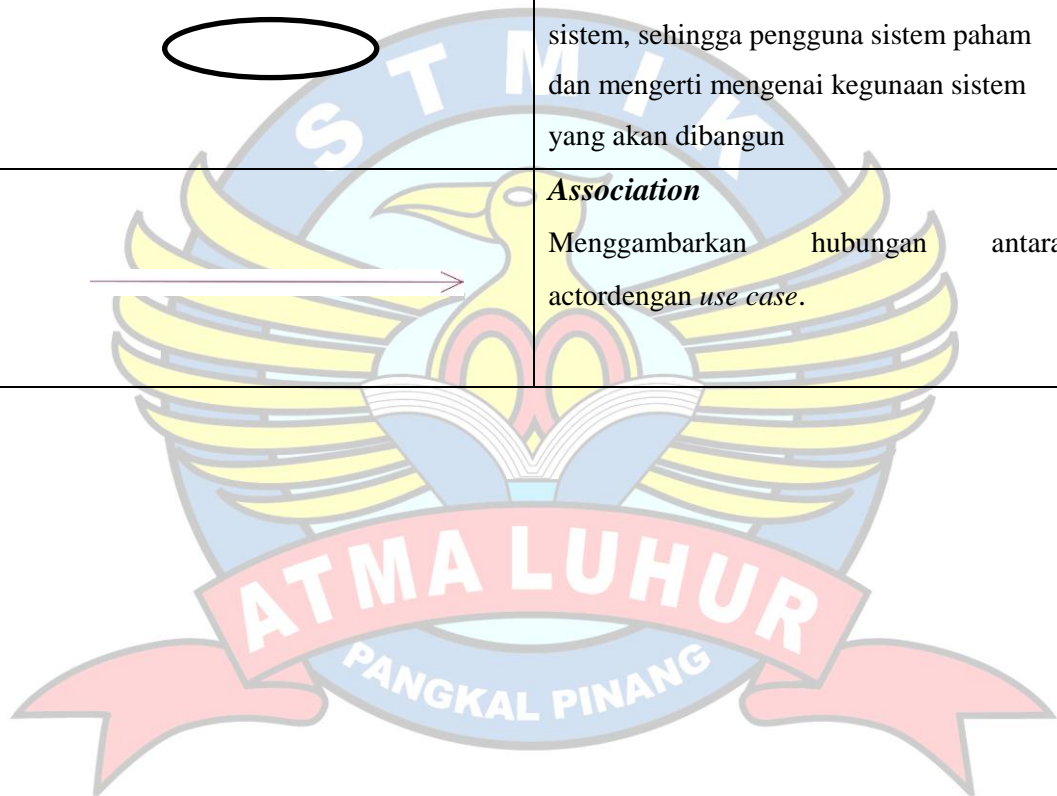 sistem, sehingga pengguna sistem paham
dan mengerti mengenai kegunaan sistem
yang akan dibangun
Association
Menggambarkan hubungan antara
actordengan use case.
STMIK
ATMA LUHUR
PANGKAL PINANG